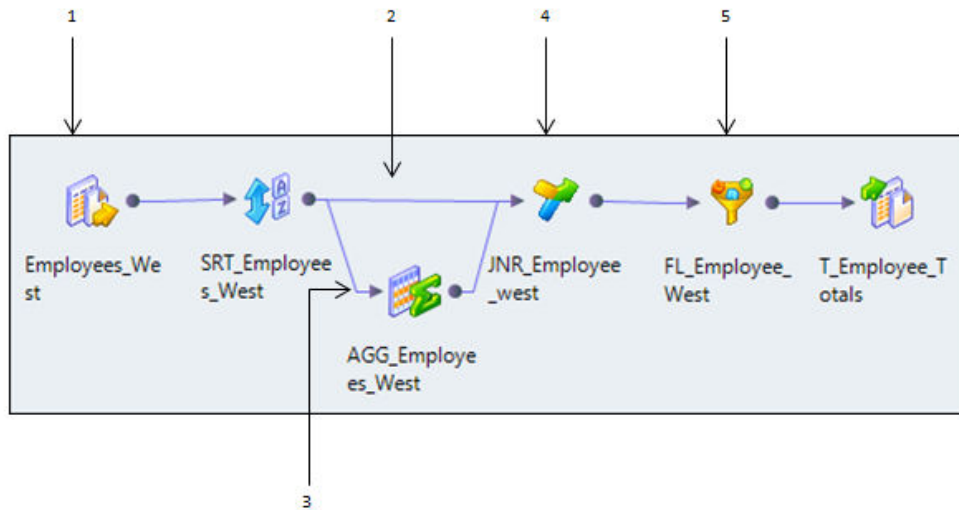 1
2
4
5
A
Z
Employees_We
st
SRT_Employee
s_West
JNR_Employee
_west
FL_Employee_
West
T_Employee_T
otals
AGG_Employe
es_West
3